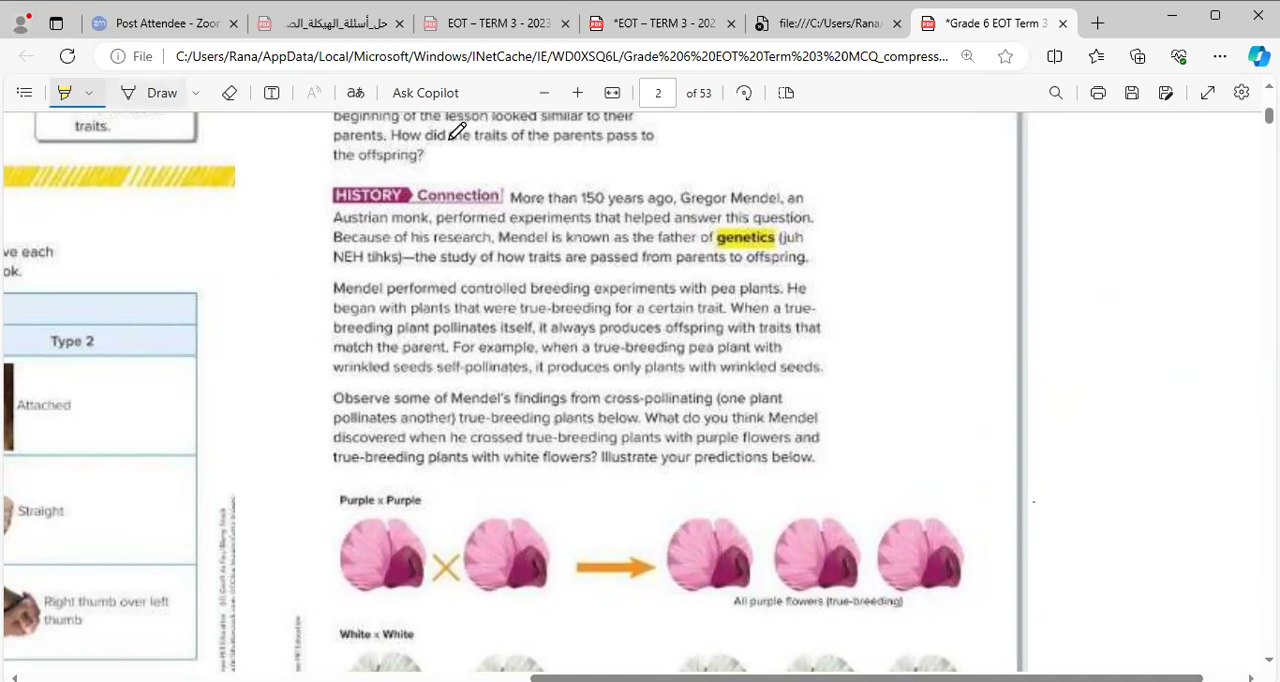 Post Attendee - Zoor
حل_أسئلة_الهيكلة_الصـ
EOT – TERM 3 - 2023
*EOT – TERM 3 - 202
file:///C:/Users/Rana/
*Grade 6 EOT Term 3
File
C:/Users/Rana/AppData/Local/Microsoft/Windows/INetCache/IE/WD0XSQ6L/Grade%206%20EOT%20Term%203%20MCQ_compress...
Draw
Ask Copilot
2 of 53
traits.
ve each
ok.
Type 2
Attached
Straight
Right thumb over left
thumb
beginning of the lesson looked similar to their
parents. How did the traits of the parents pass to
the offspring?
HISTORY Connection More than 150 years ago, Gregor Mendel, an
Austrian monk, performed experiments that helped answer this question.
Because of his research, Mendel is known as the father of genetics (juh
NEH tihks)—the study of how traits are passed from parents to offspring.
Mendel performed controlled breeding experiments with pea plants. He
began with plants that were true-breeding for a certain trait. When a true-
breeding plant pollinates itself, it always produces offspring with traits that
match the parent. For example, when a true-breeding pea plant with
wrinkled seeds self-pollinates, it produces only plants with wrinkled seeds.
Observe some of Mendel's findings from cross-pollinating (one plant
pollinates another) true-breeding plants below. What do you think Mendel
discovered when he crossed true-breeding plants with purple flowers and
true-breeding plants with white flowers? Illustrate your predictions below.
Purple x Purple
All purple flowers (true-breeding)
White x White